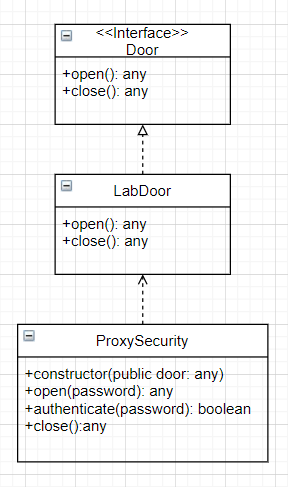 <<Interface>>
Door
+open(): any
+close(): any
LabDoor
+open(): any
+close(): any
ProxySecurity
+constructor(public door: any)
+open(password): any
+authenticate(password): boolean
+close():any